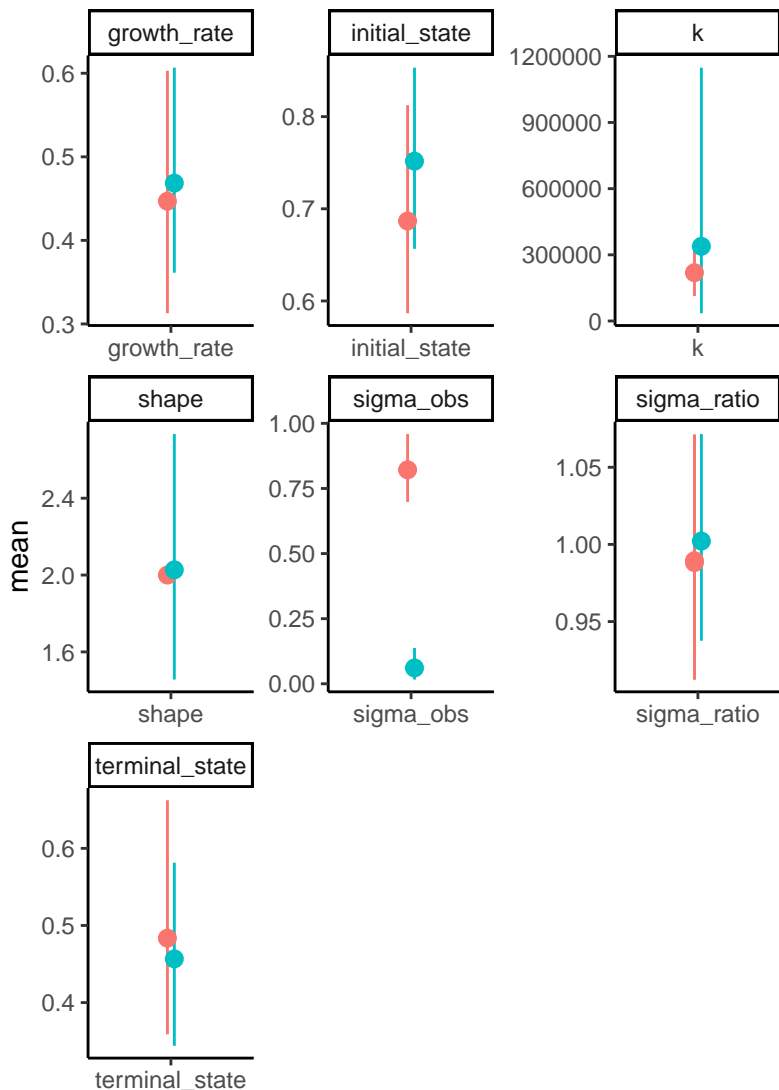 growth_rate
initial_state
k
0.6
0.5
0.4
0.3
growth_rate
0.8
0.7
0.6
initial_state
1200000
900000
600000
300000
0
k
shape
sigma_obs
sigma_ratio
mean
2.4
2.0
1.6
shape
1.00
0.75
0.50
0.25
0.00
sigma_obs
1.05
1.00
0.95
sigma_ratio
terminal_state
0.6
0.5
0.4
terminal_state